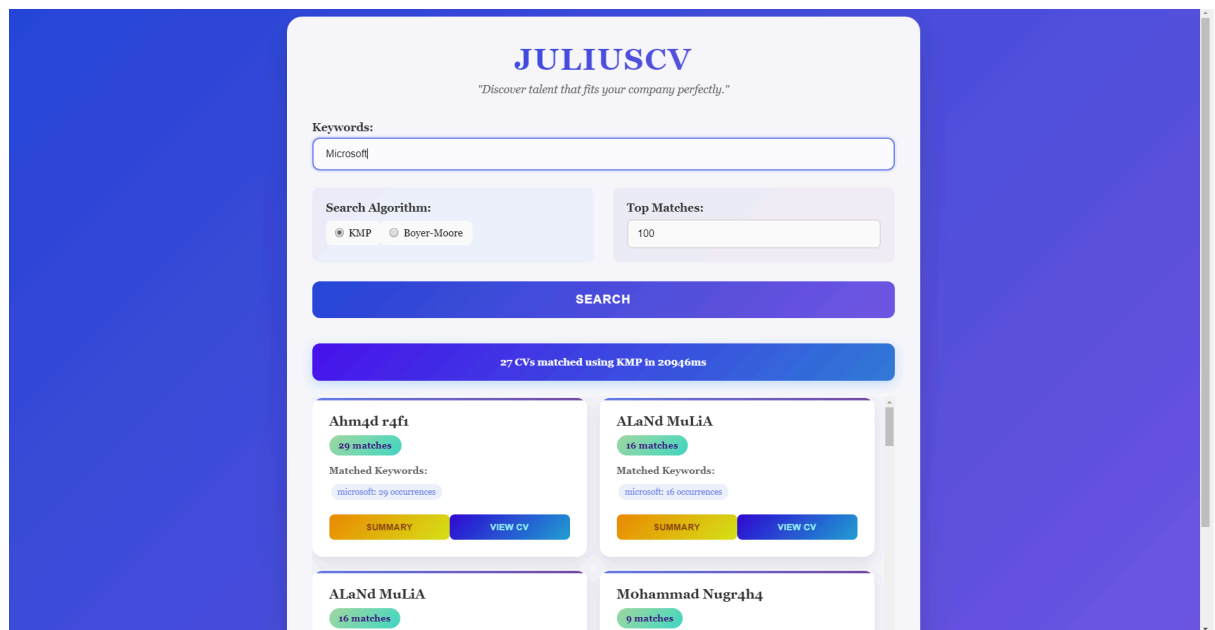 JULIUSCV
"Discover talent that fits your company perfectly."
Keywords:
Microsoft
Search Algorithm:
KMP
Boyer-Moore
Top Matches:
100
SEARCH
27 CVs matched using KMP in 20946ms
Ahm4d r4f1
29 matches
Matched Keywords:
microsoft: 29 occurrences
SUMMARY
VIEW CV
ALaNd MuLiA
16 matches
Matched Keywords:
microsoft: 16 occurrences
SUMMARY
VIEW CV
ALaNd MuLiA
16 matches
Mohammad Nugr4h4
9 matches